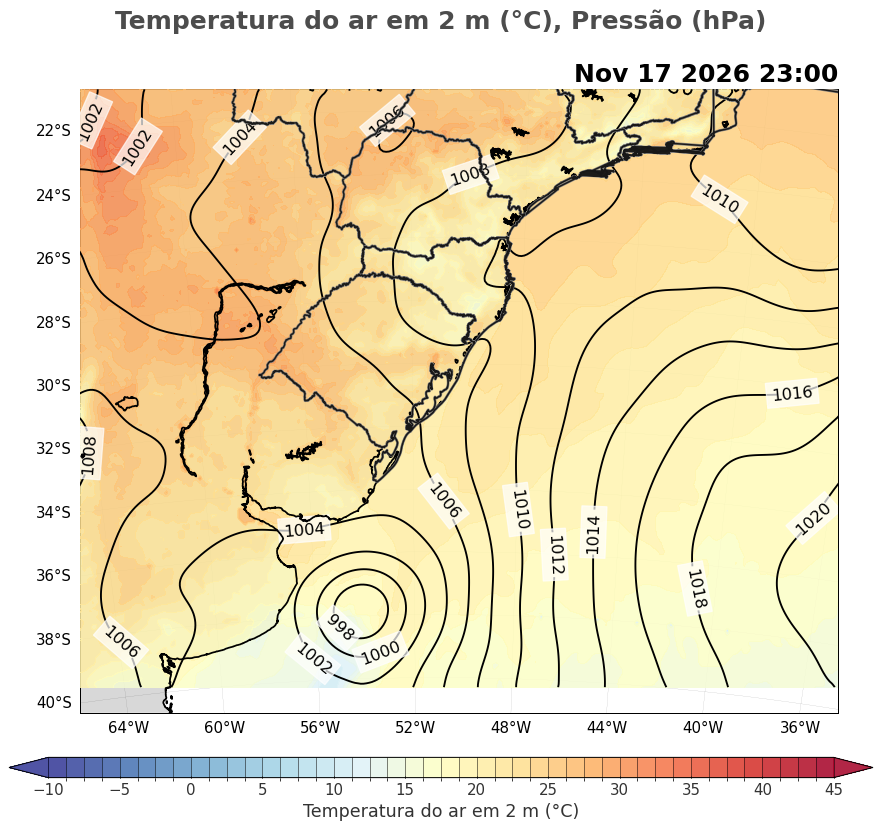 Temperatura do ar em 2 m (°C), Pressão (hPa)
Nov 17 2026 23:00
22°S
24°S
26°S
28°S
30°S
32°S
34°S
36°S
38°S
40°S
1002
1002
1004
1006
1008
1010
1016
1008
1006
1010
1012
1014
1020
1004
1018
998
1000
1002
1006
64°W 60°W 56°W 52°W 48°W 44°W 40°W 36°W
−10 −5 0 5 10 15 20 25 30 35 40 45
Temperatura do ar em 2 m (°C)